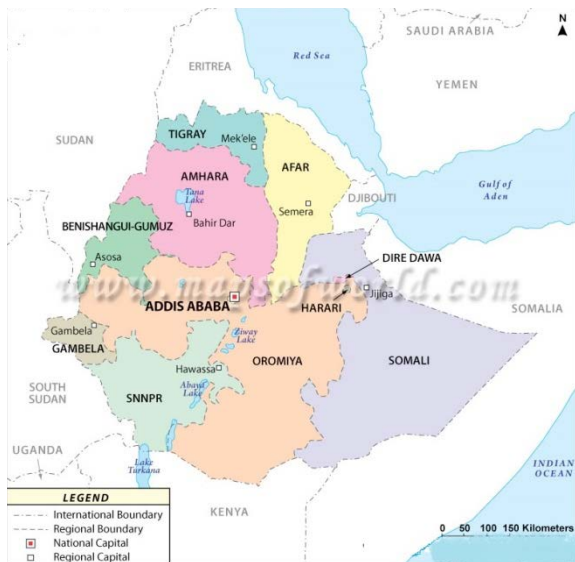 SAUDI ARABIA
N
Red Sea
ERITREA
YEMEN
SUDAN
TIGRAY
Mek'ele
AFAR
AMHARA
Tana
Lake
DJIBOUTI
Gulf of
Aden
Semera
Bahir Dar
BENISHANGUI-GUMUZ
DIRE DAWA
Asosa
www.mapsofworld.com
Jijiga
ADDIS ABABA
HARARI
SOMALIA
Gambela
GAMBELA
Ziway
Lake
Hawassa
OROMIYA
SOMALI
SOUTH
SUDAN
SNNPR
Abaya
Lake
UGANDA
Lake
Turkana
INDIAN
OCEAN
KENYA
LEGEND
International Boundary
Regional Boundary
National Capital
Regional Capital
0 50 100 150 Kilometers